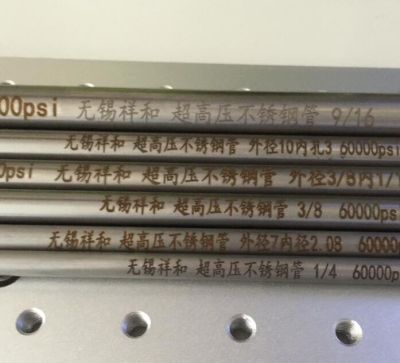 00psi 无锡祥和 超高压不锈钢管 9/16
无锡祥和 超高压不锈钢管 外径10内孔3 60000psi
0psi 无锡祥和 超高压不锈钢管 外径3/8内1/
无锡祥和 超高压不锈钢管 3/8 60000ps
无锡祥和 超高压不锈钢管 外径7内径2.08 60000
无锡祥和 超高压不锈钢管 1/4 60000p